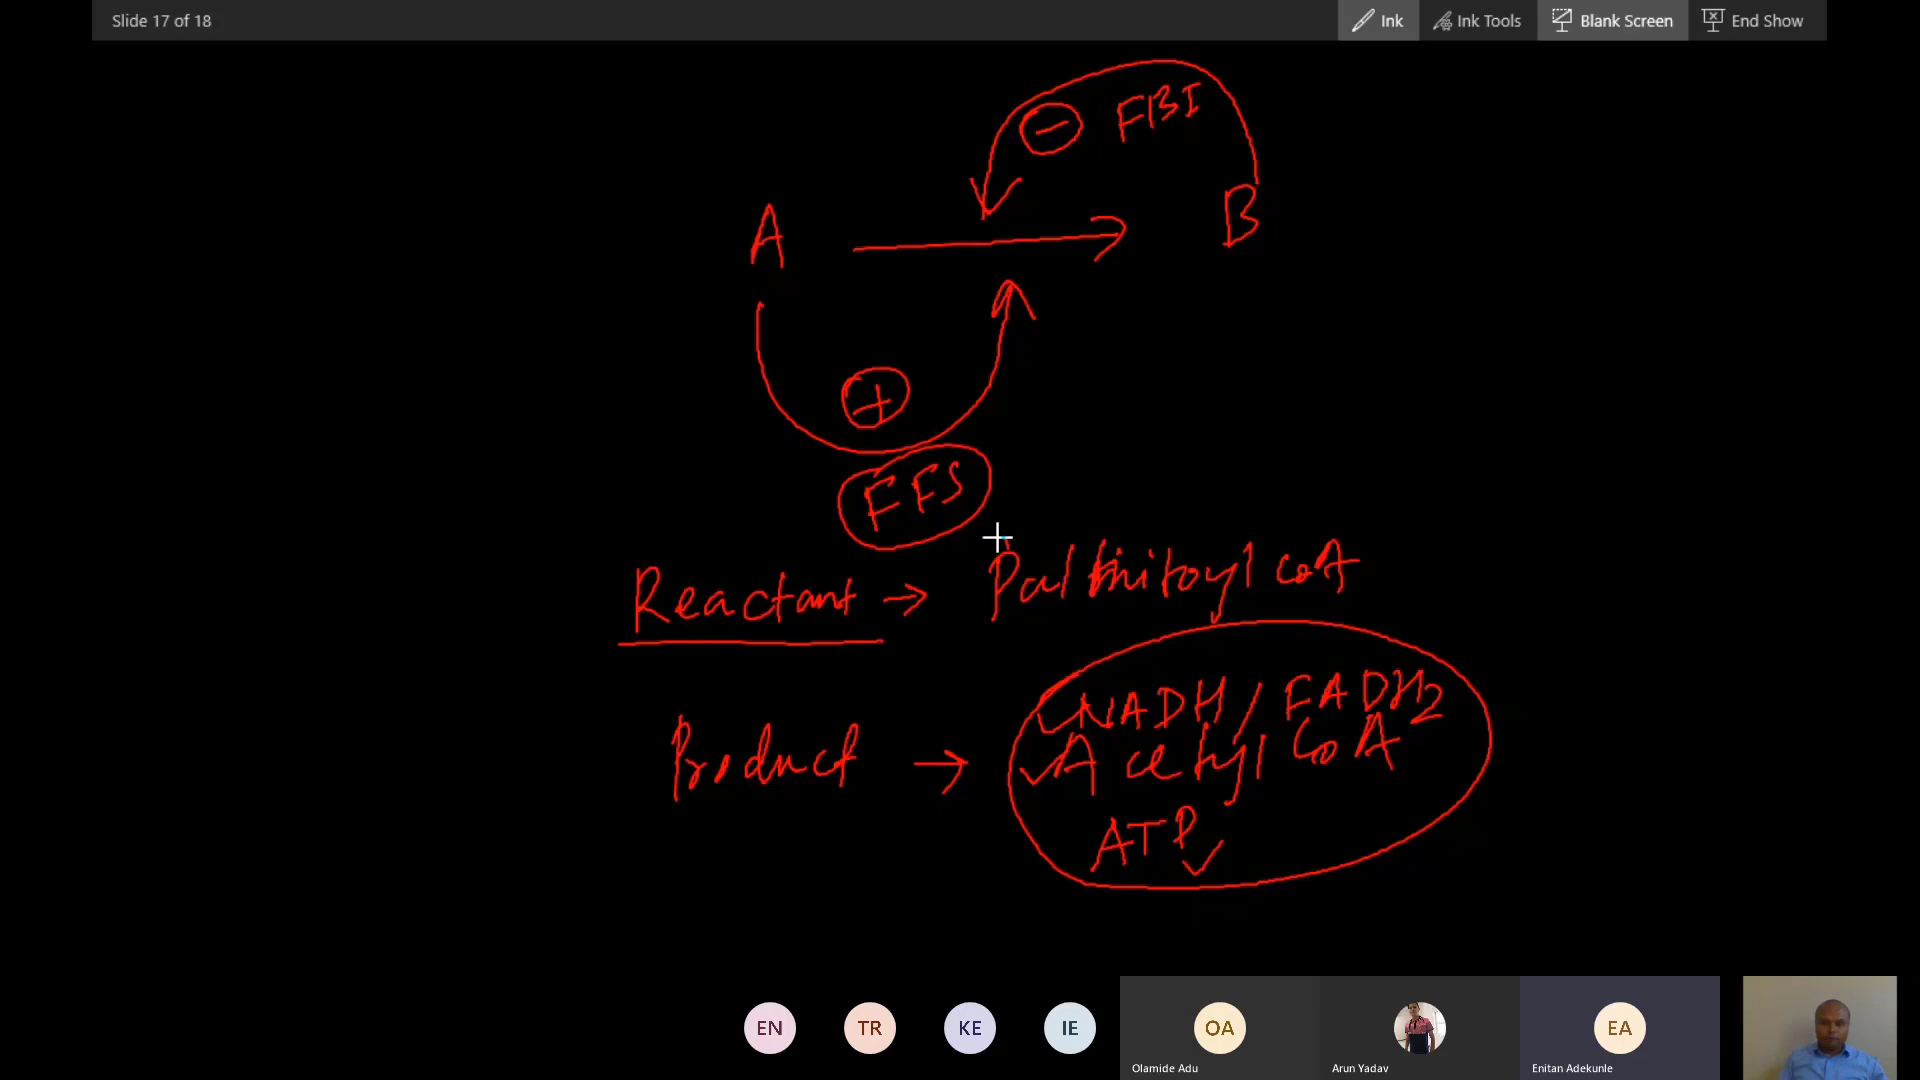 Slide 17 of 18
Ink
Ink Tools
Blank Screen
End Show
- FBI
A
B
+
FFS
Reactant → Palmitoyl CoA
NADH/FADH2
Product → Acetyl CoA
ATP
EN
TR
KE
IE
OA
EA
Olamide Adu
Arun Yadav
Enitan Adekunle